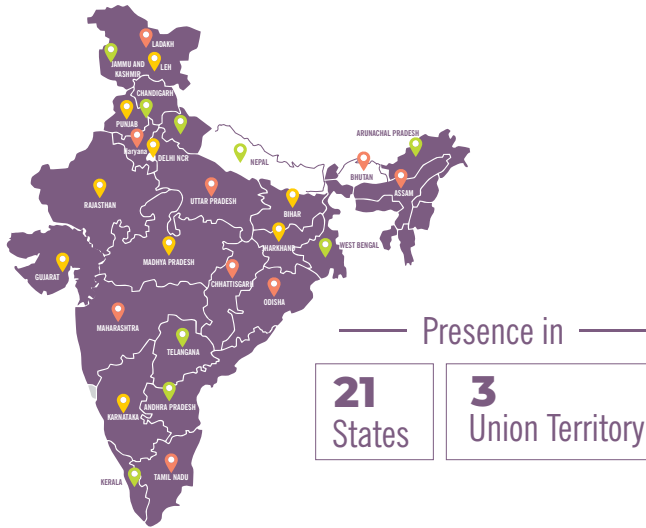 LADAKH
JAMMU AND
KASHMIR
LEH
CHANDIGARH
PUNJAB
Haryana
DELHI NCR
NEPAL
ARUNACHAL PRADESH
BHUTAN
ASSAM
RAJASTHAN
UTTAR PRADESH
BIHAR
JHARKHAND
WEST BENGAL
GUJARAT
MADHYA PRADESH
CHHATTISGARH
ODISHA
MAHARASHTRA
TELANGANA
ANDHRA PRADESH
KARNATAKA
KERALA
TAMIL NADU
Presence in
21
States
3
Union Territory